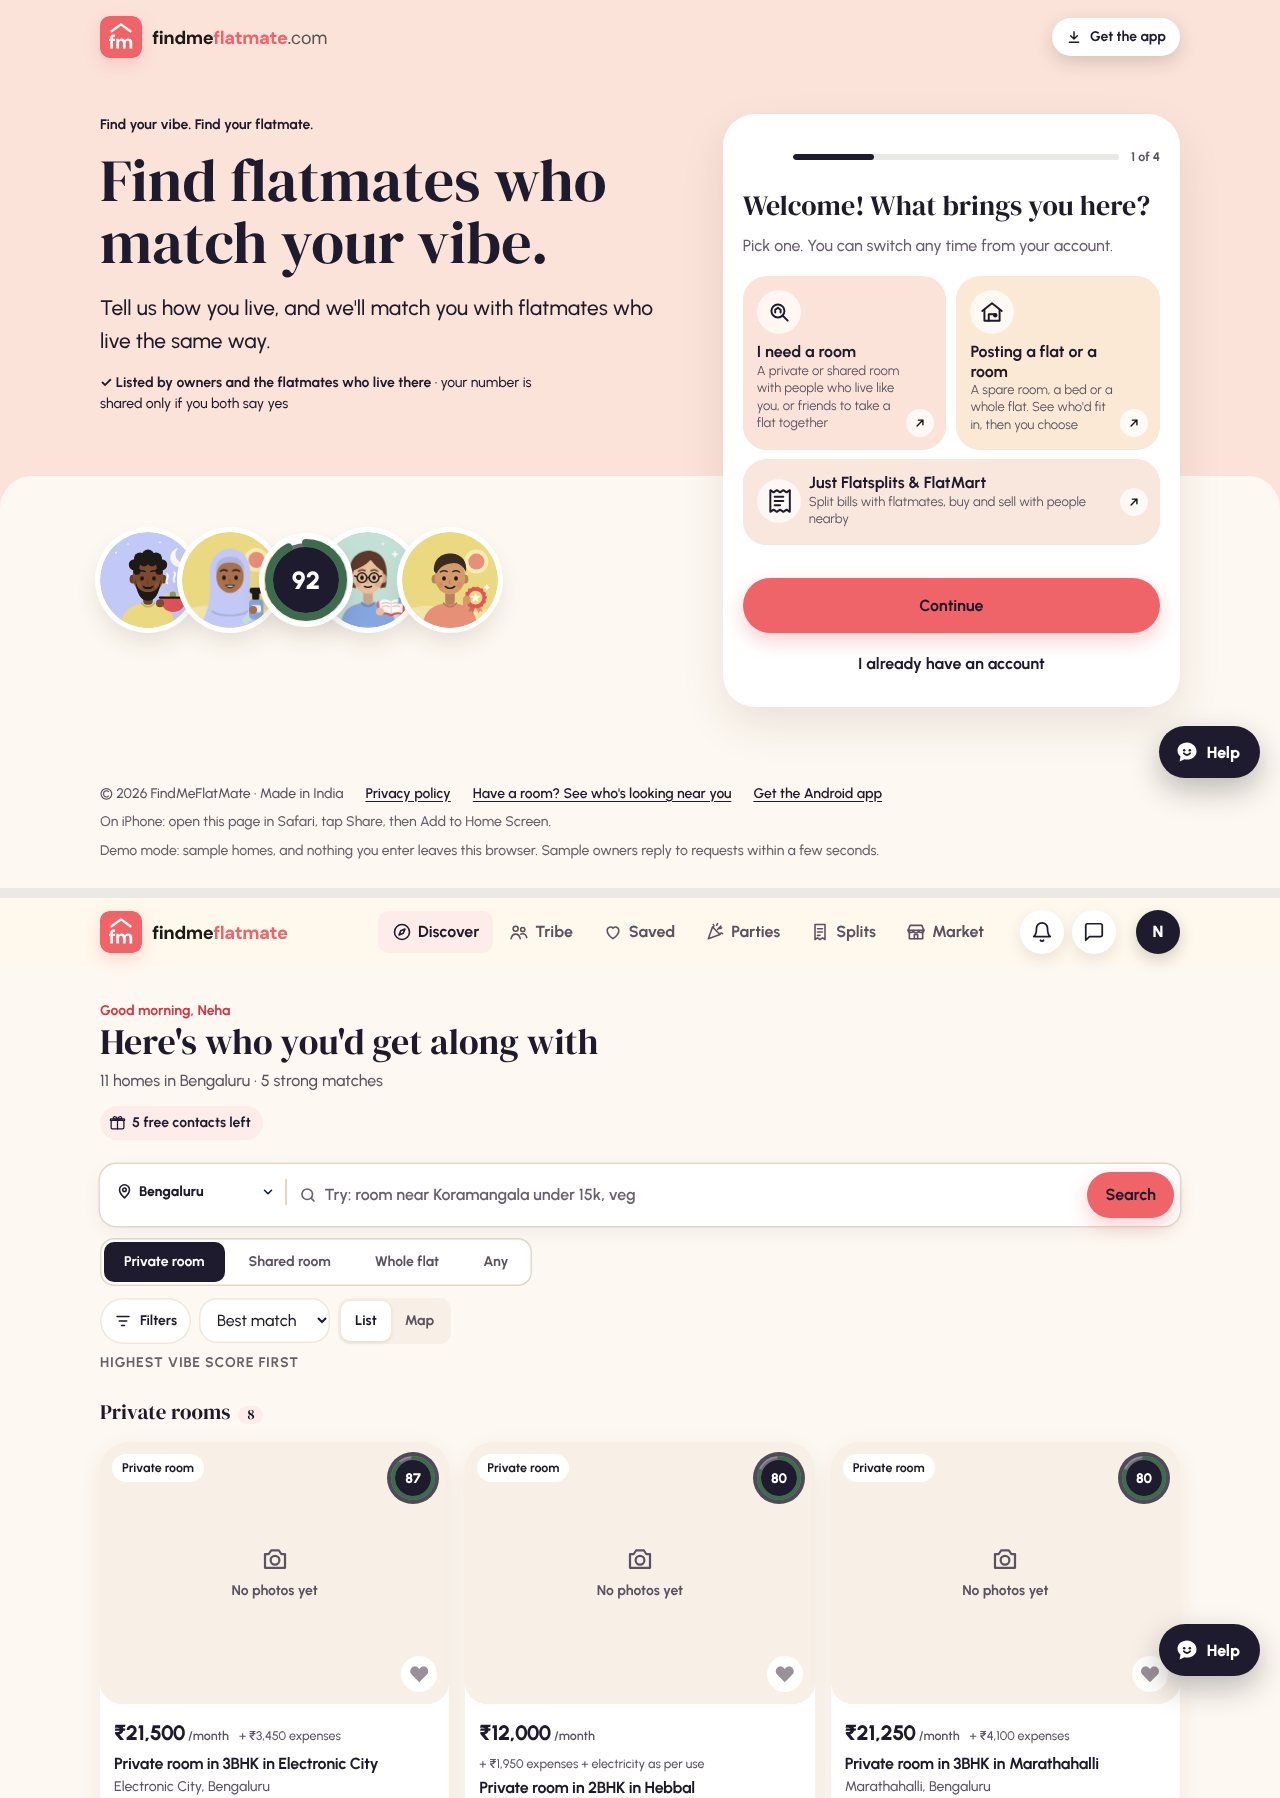 fm findmeflatmate.com
Get the app
Find your vibe. Find your flatmate.
Find flatmates who
match your vibe.
Tell us how you live, and we'll match you with flatmates who
live the same way.
✓ Listed by owners and the flatmates who live there · your number is
shared only if you both say yes
92
1 of 4
Welcome! What brings you here?
Pick one. You can switch any time from your account.
I need a room
A private or shared room
with people who live like
you, or friends to take a
flat together
Posting a flat or a
room
A spare room, a bed or a
whole flat. See who'd fit
in, then you choose
Just Flatsplits & FlatMart
Split bills with flatmates, buy and sell with people
nearby
Continue
I already have an account
Help
© 2026 FindMeFlatMate · Made in India Privacy policy Have a room? See who's looking near you Get the Android app
On iPhone: open this page in Safari, tap Share, then Add to Home Screen.
Demo mode: sample homes, and nothing you enter leaves this browser. Sample owners reply to requests within a few seconds.
fm findmeflatmate
Discover Tribe Saved Parties Splits Market N
Good morning, Neha
Here's who you'd get along with
11 homes in Bengaluru · 5 strong matches
5 free contacts left
Bengaluru Try: room near Koramangala under 15k, veg Search
Private room Shared room Whole flat Any
Filters Best match List Map
HIGHEST VIBE SCORE FIRST
Private rooms 8
Private room 87
No photos yet
₹21,500 /month + ₹3,450 expenses
Private room in 3BHK in Electronic City
Electronic City, Bengaluru
Private room 80
No photos yet
₹12,000 /month
+ ₹1,950 expenses + electricity as per use
Private room in 2BHK in Hebbal
Private room 80
No photos yet
₹21,250 /month + ₹4,100 expenses
Private room in 3BHK in Marathahalli
Marathahalli, Bengaluru
Help